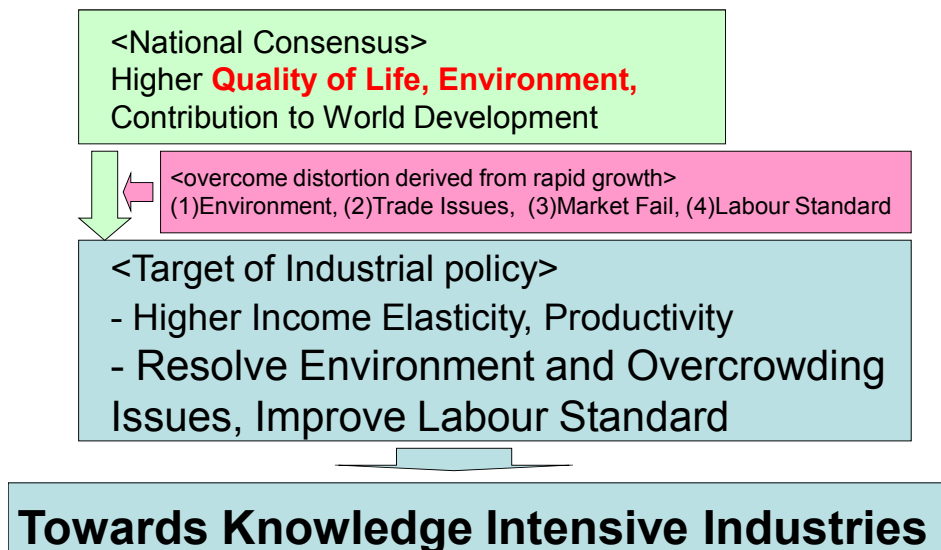 <National Consensus>
Higher Quality of Life, Environment,
Contribution to World Development
<overcome distortion derived from rapid growth>
(1)Environment, (2)Trade Issues, (3)Market Fail, (4)Labour Standard
<Target of Industrial policy>
- Higher Income Elasticity, Productivity
- Resolve Environment and Overcrowding
Issues, Improve Labour Standard
Towards Knowledge Intensive Industries